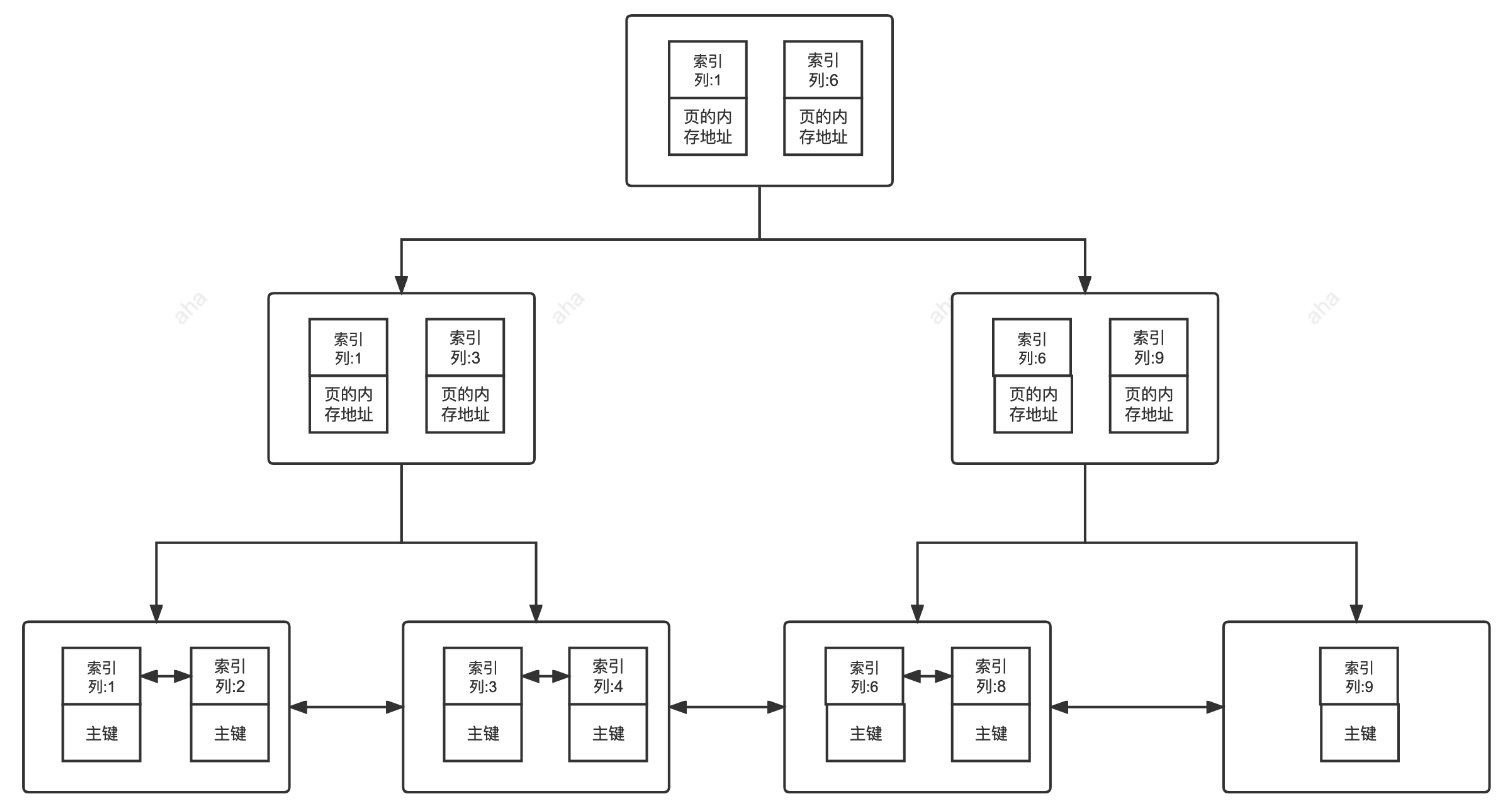 索引
列:1
索引
列:6
页的内
存地址
页的内
存地址
aha
aha
aha
aha
索引
列:1
索引
列:3
页的内
存地址
页的内
存地址
索引
列:6
索引
列:9
页的内
存地址
页的内
存地址
索引
列:1
索引
列:2
主键
主键
索引
列:3
索引
列:4
主键
主键
索引
列:6
索引
列:8
主键
主键
索引
列:9
主键